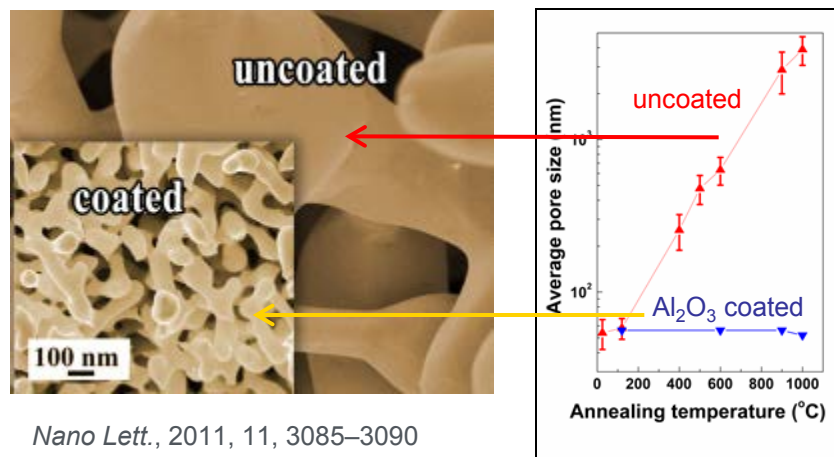 uncoated
coated
100 nm
Nano Lett., 2011, 11, 3085–3090
Average pore size (nm)
10³
10²
uncoated
Al₂O₃ coated
0 200 400 600 800 1000
Annealing temperature (°C)